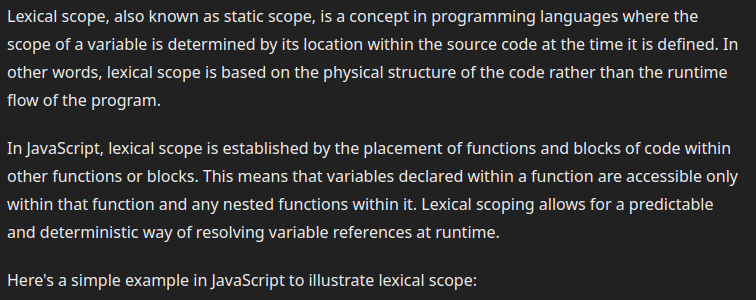 Lexical scope, also known as static scope, is a concept in programming languages where the
scope of a variable is determined by its location within the source code at the time it is defined. In
other words, lexical scope is based on the physical structure of the code rather than the runtime
flow of the program.
In JavaScript, lexical scope is established by the placement of functions and blocks of code within
other functions or blocks. This means that variables declared within a function are accessible only
within that function and any nested functions within it. Lexical scoping allows for a predictable
and deterministic way of resolving variable references at runtime.
Here's a simple example in JavaScript to illustrate lexical scope: